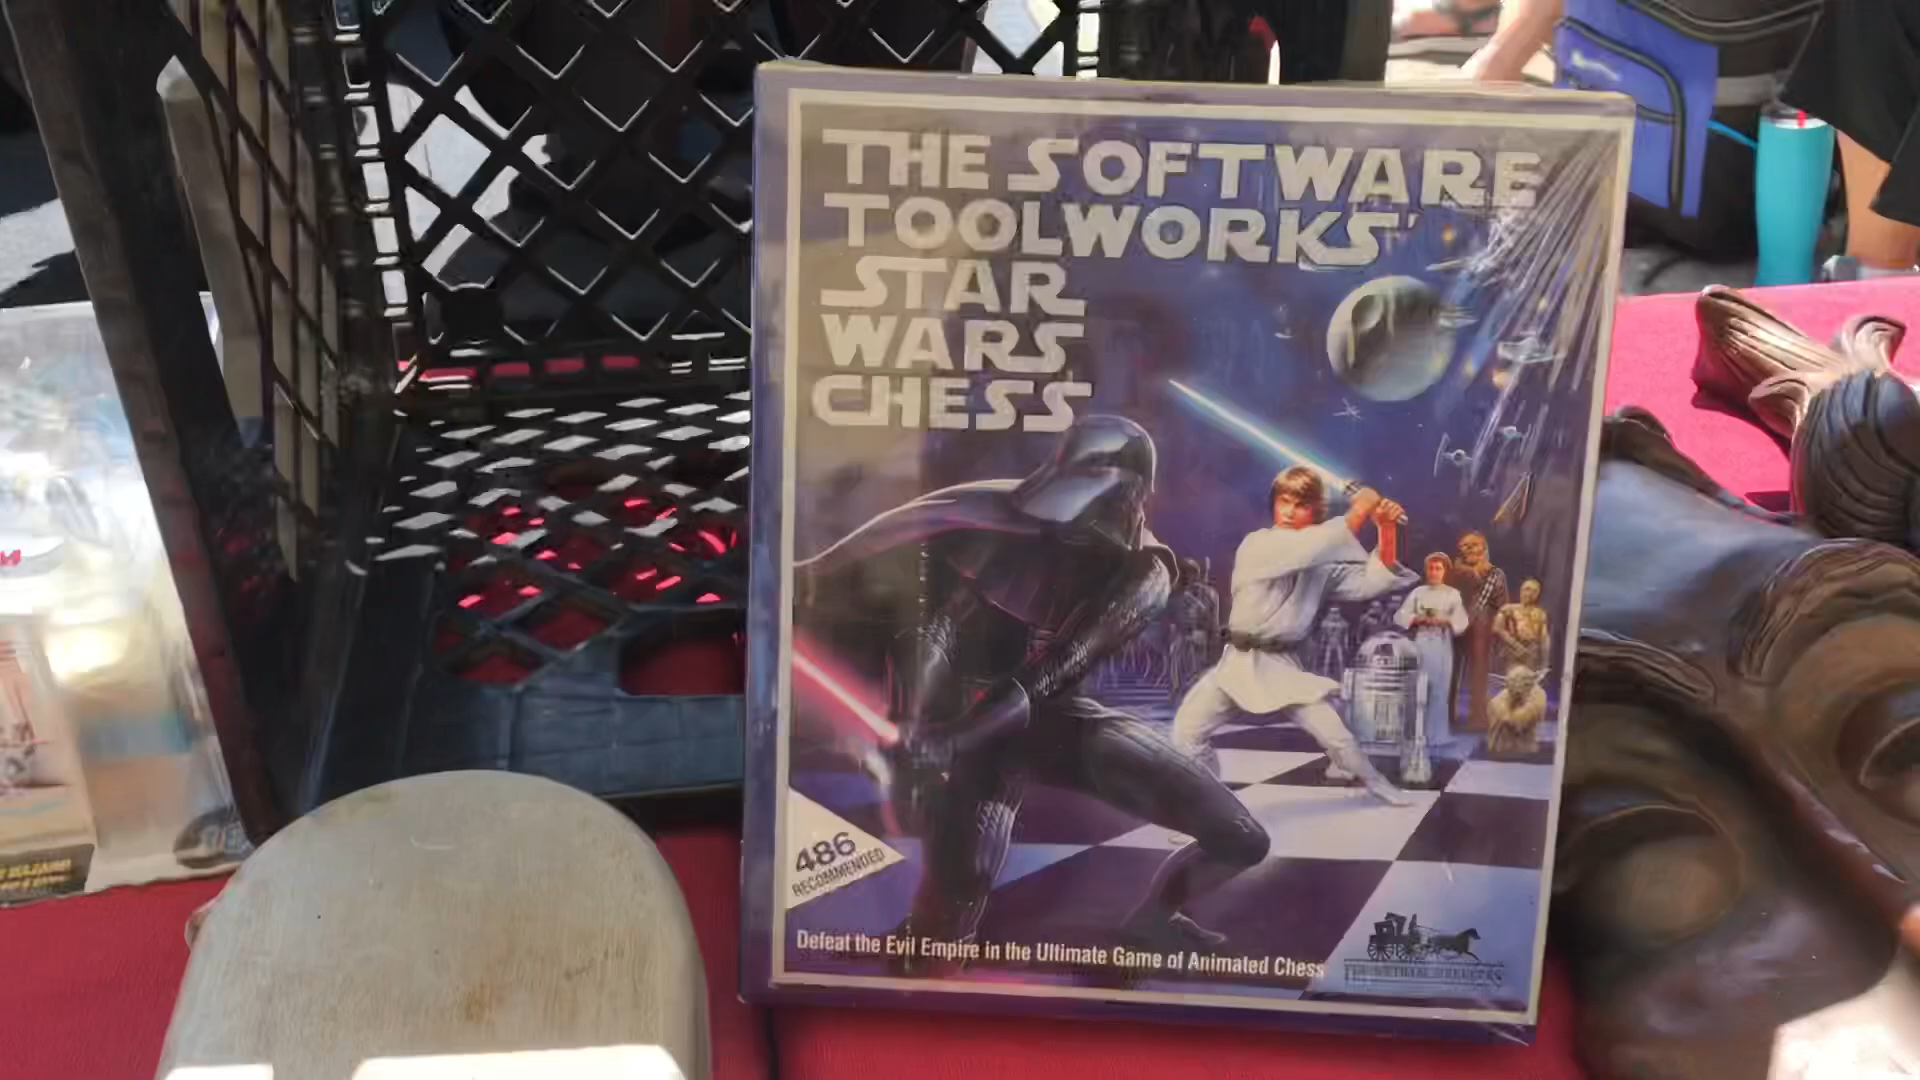 THE SOFTWARE
TOOLWORKS'
STAR
WARS
CHESS
486
RECOMMENDED
Defeat the Evil Empire in the Ultimate Game of Animated Chess